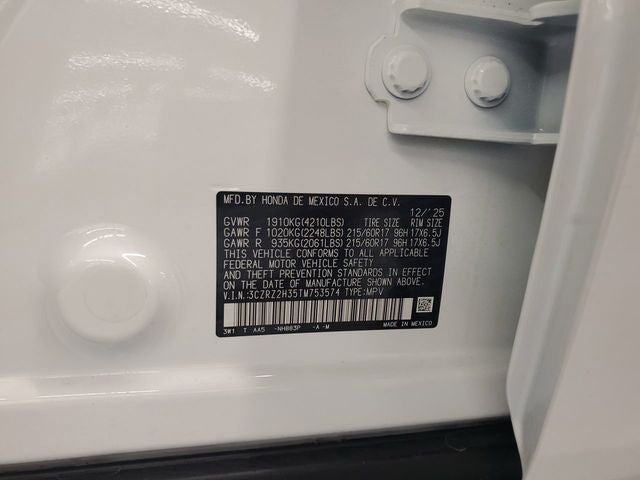 MFD.BY HONDA DE MEXICO S.A. DE C.V.
12/'25
GVWR 1910KG(4210LBS) TIRE SIZE RIM SIZE
GAWR F 1020KG(2248LBS) 215/60R17 96H 17X6.5J
GAWR R 935KG(2061LBS) 215/60R17 96H 17X6.5J
THIS VEHICLE CONFORMS TO ALL APPLICABLE
FEDERAL MOTOR VEHICLE SAFETY
AND THEFT PREVENTION STANDARDS IN EFFECT
ON THE DATE OF MANUFACTURE SHOWN ABOVE.
V.I.N.:3CZRZ2H35TM753574 TYPE:MPV
3W1 T AA5 -NH883P -A-M MADE IN MEXICO